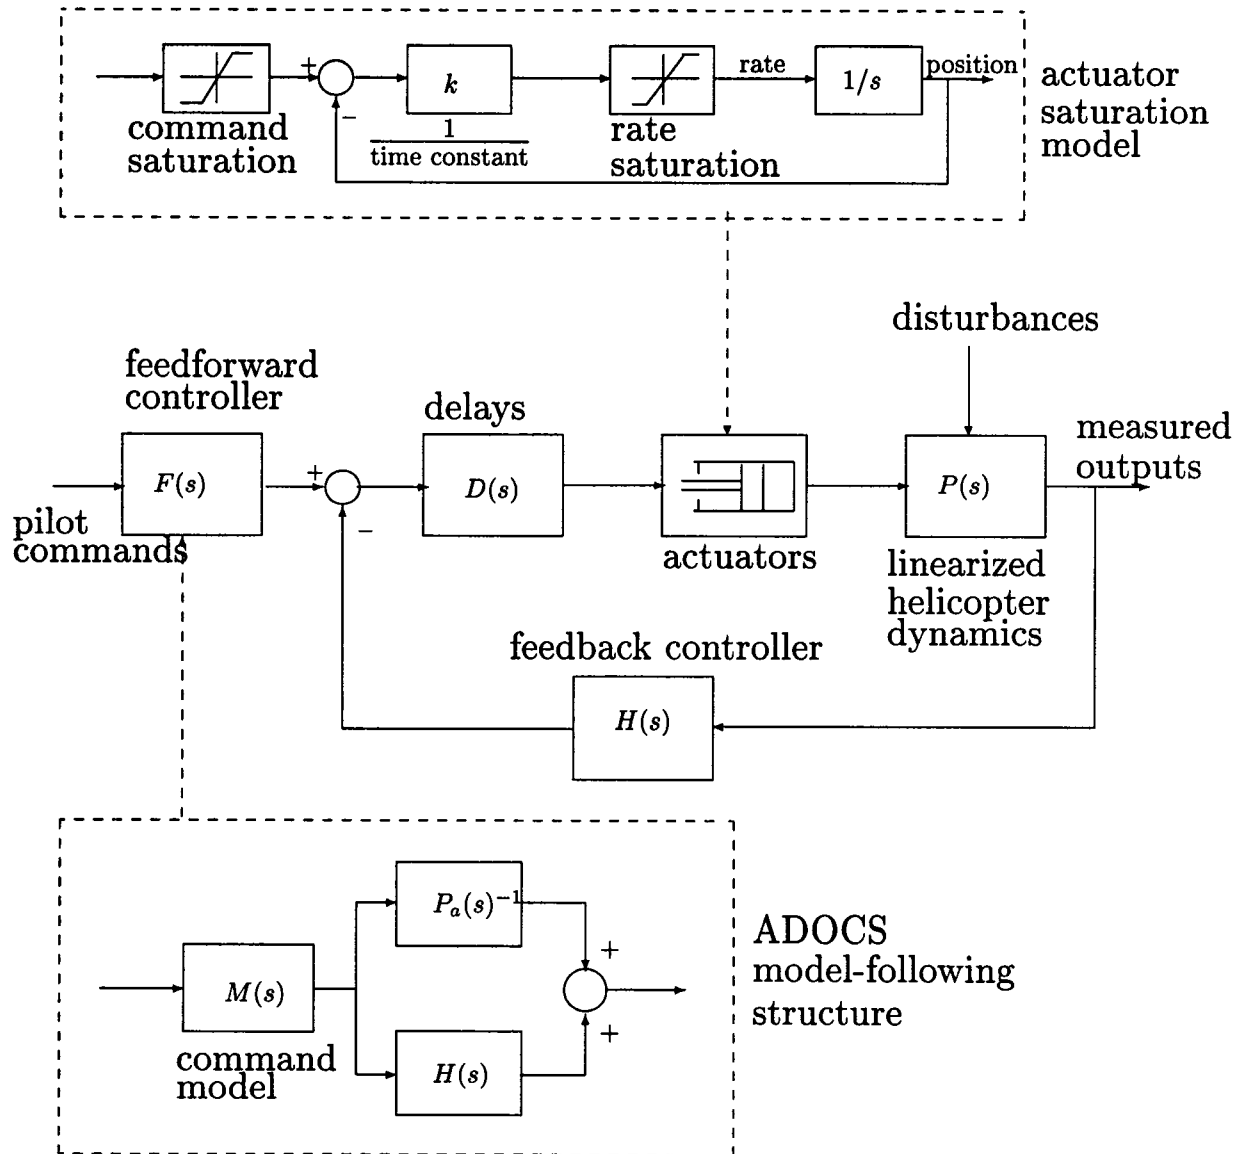 +
k
rate
1/s
position
actuator
saturation
model
−
command
saturation
1
time constant
rate
saturation
disturbances
feedforward
controller
delays
measured
outputs
F(s)
+
D(s)
P(s)
−
pilot
commands
actuators
linearized
helicopter
dynamics
feedback controller
H(s)
P_a(s)^{-1}
+
ADOCS
model-following
structure
M(s)
+
command
model
H(s)